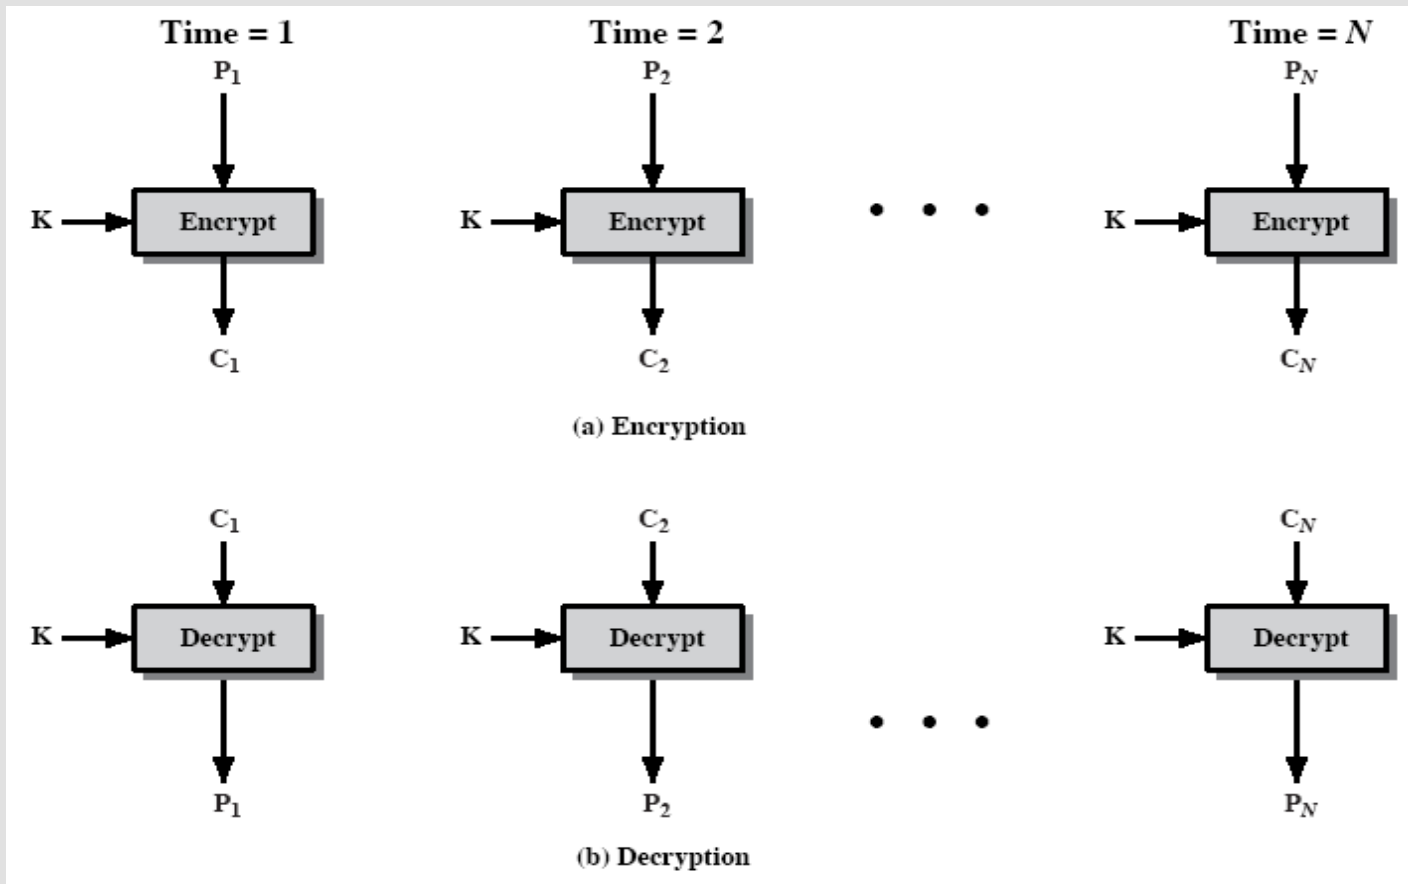 Time = 1 Time = 2 Time = N
P1 P2 PN
K Encrypt K Encrypt K Encrypt
C1 C2 CN
(a) Encryption
C1 C2 CN
K Decrypt K Decrypt K Decrypt
P1 P2 PN
(b) Decryption